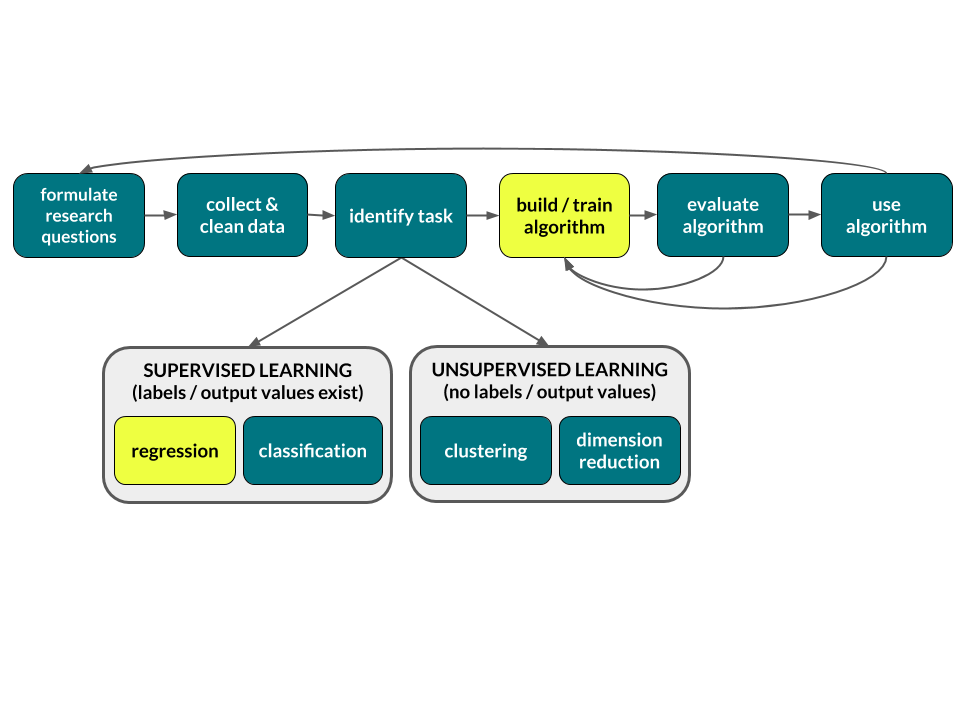 formulate
research
questions
collect &
clean data
identify task
build / train
algorithm
evaluate
algorithm
use
algorithm
SUPERVISED LEARNING
(labels / output values exist)
regression
classification
UNSUPERVISED LEARNING
(no labels / output values)
clustering
dimension
reduction